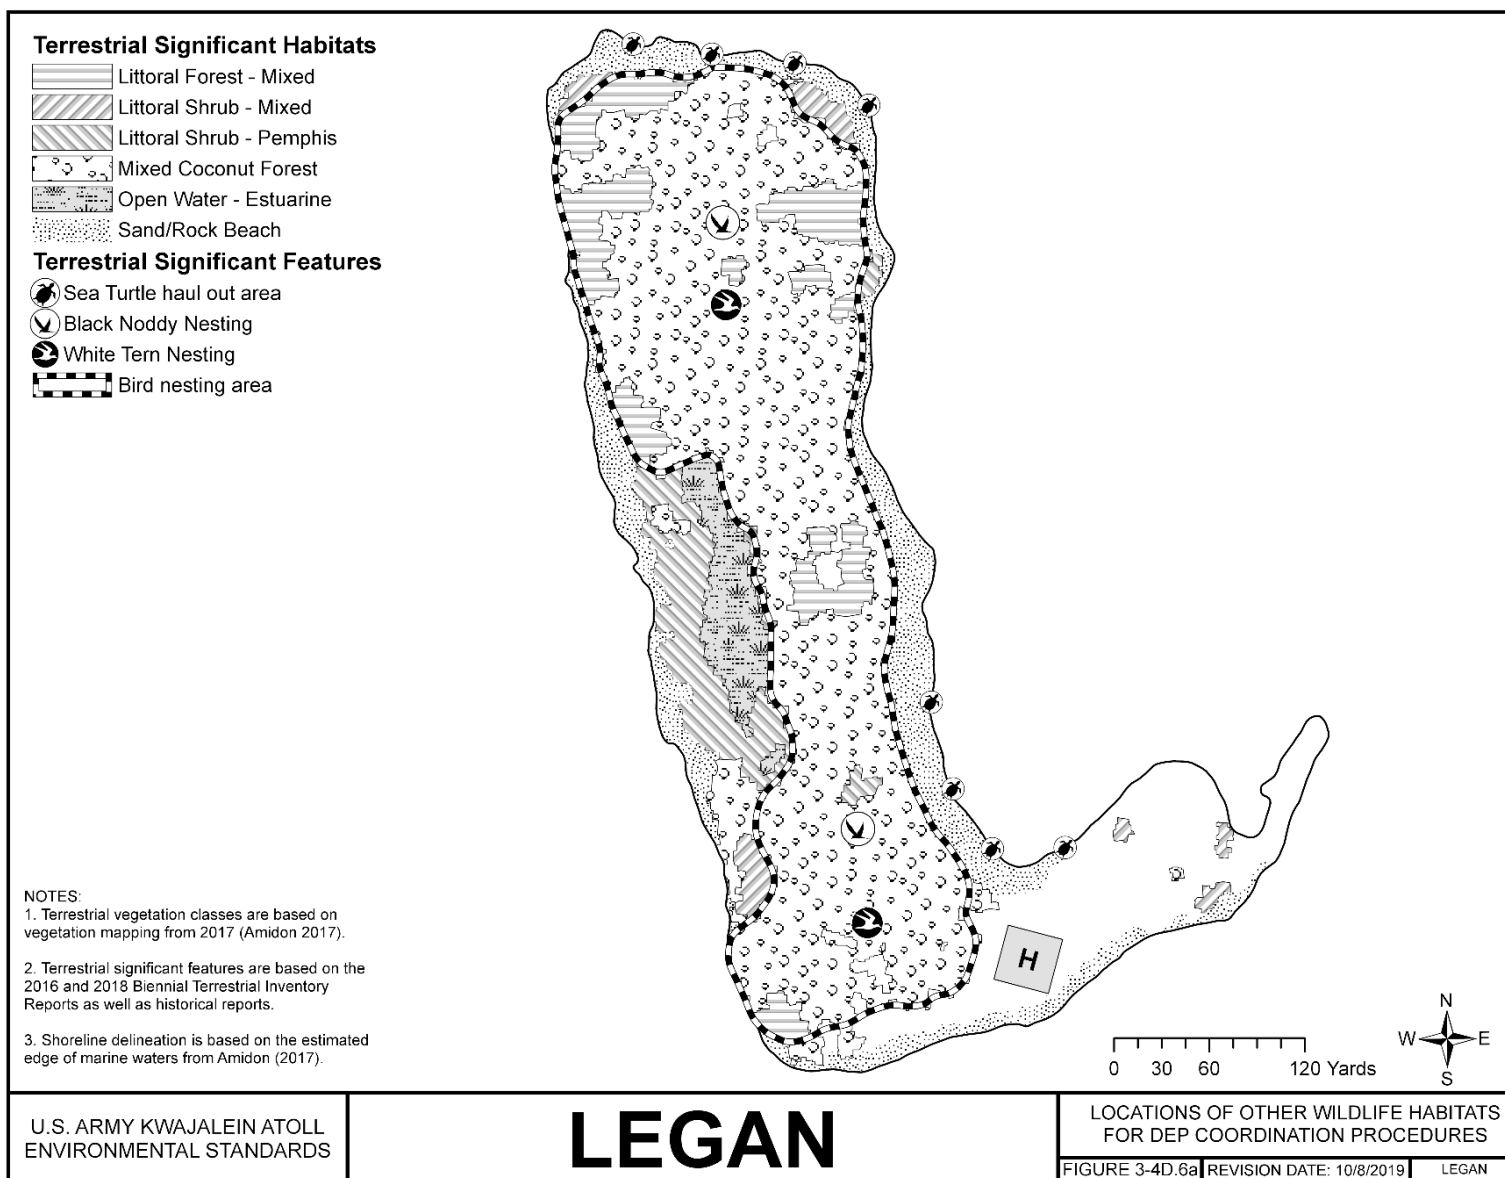 Terrestrial Significant Habitats
Littoral Forest - Mixed
Littoral Shrub - Mixed
Littoral Shrub - Pemphis
Mixed Coconut Forest
Open Water - Estuarine
Sand/Rock Beach
Terrestrial Significant Features
Sea Turtle haul out area
Black Noddy Nesting
White Tern Nesting
Bird nesting area
NOTES:
1. Terrestrial vegetation classes are based on
vegetation mapping from 2017 (Amidon 2017).
2. Terrestrial significant features are based on the
2016 and 2018 Biennial Terrestrial Inventory
Reports as well as historical reports.
3. Shoreline delineation is based on the estimated
edge of marine waters from Amidon (2017).
H
N
W E
S
0 30 60 120 Yards
U.S. ARMY KWAJALEIN ATOLL
ENVIRONMENTAL STANDARDS
LEGAN
LOCATIONS OF OTHER WILDLIFE HABITATS
FOR DEP COORDINATION PROCEDURES
FIGURE 3-4D.6a REVISION DATE: 10/8/2019 LEGAN